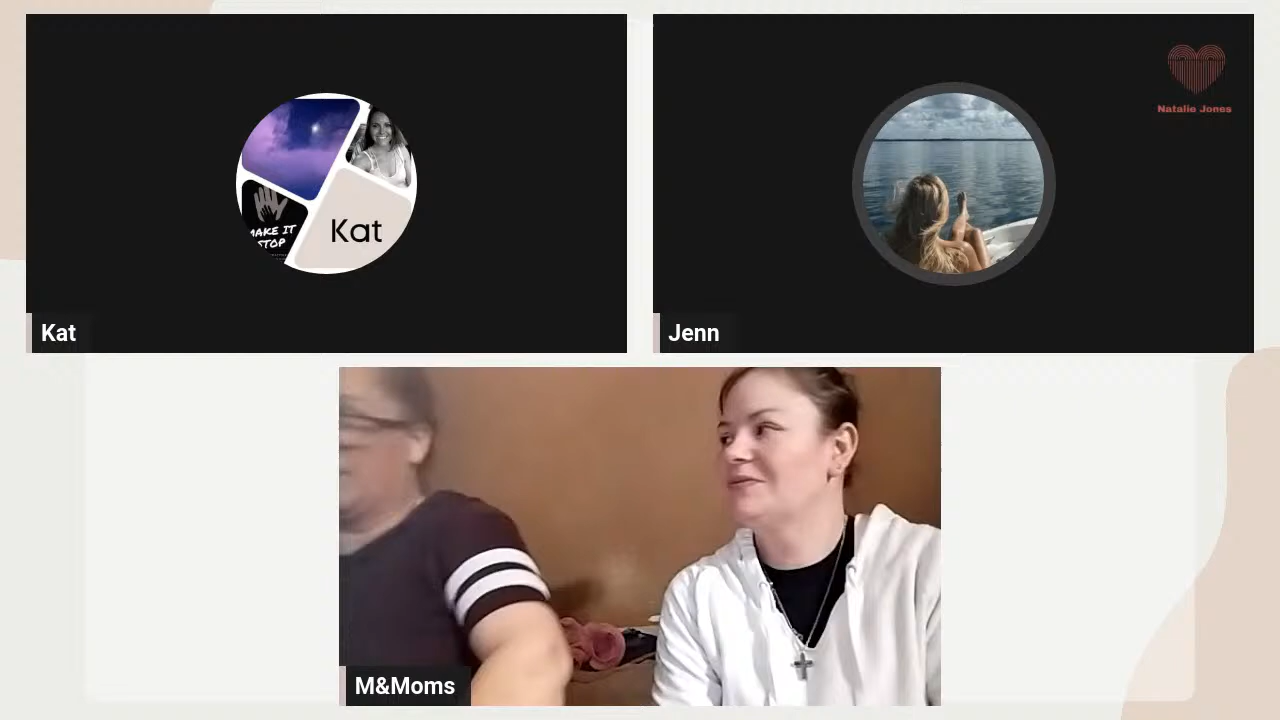 Natalie Jones
MAKE IT
STOP
Kat
Kat
Jenn
M&Moms